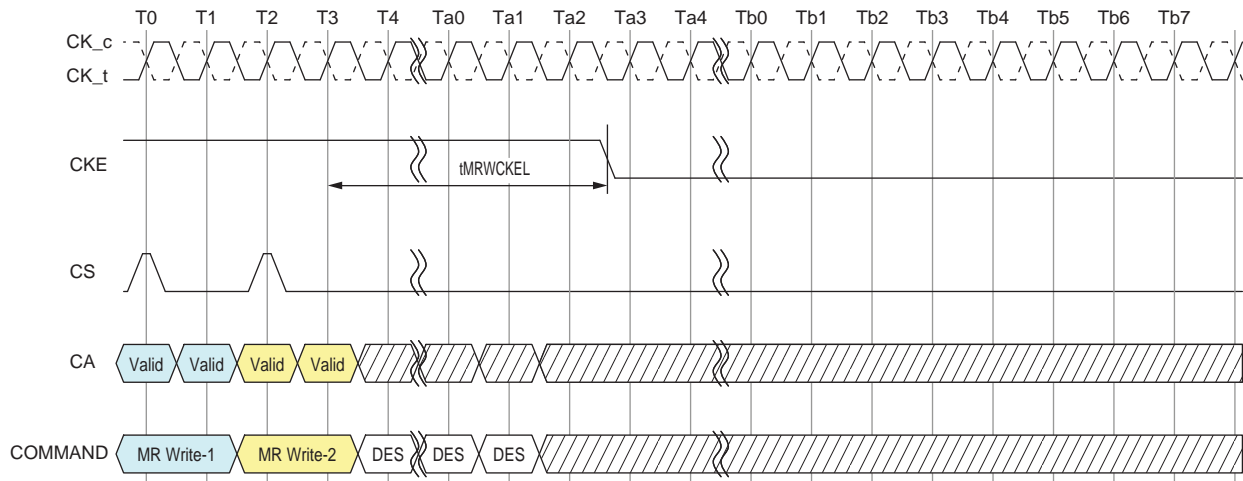 T0 T1 T2 T3 T4 Ta0 Ta1 Ta2 Ta3 Ta4 Tb0 Tb1 Tb2 Tb3 Tb4 Tb5 Tb6 Tb7
CK_c
CK_t
CKE
tMRWCKEL
CS
CA Valid Valid Valid Valid
COMMAND MR Write-1 MR Write-2 DES DES DES